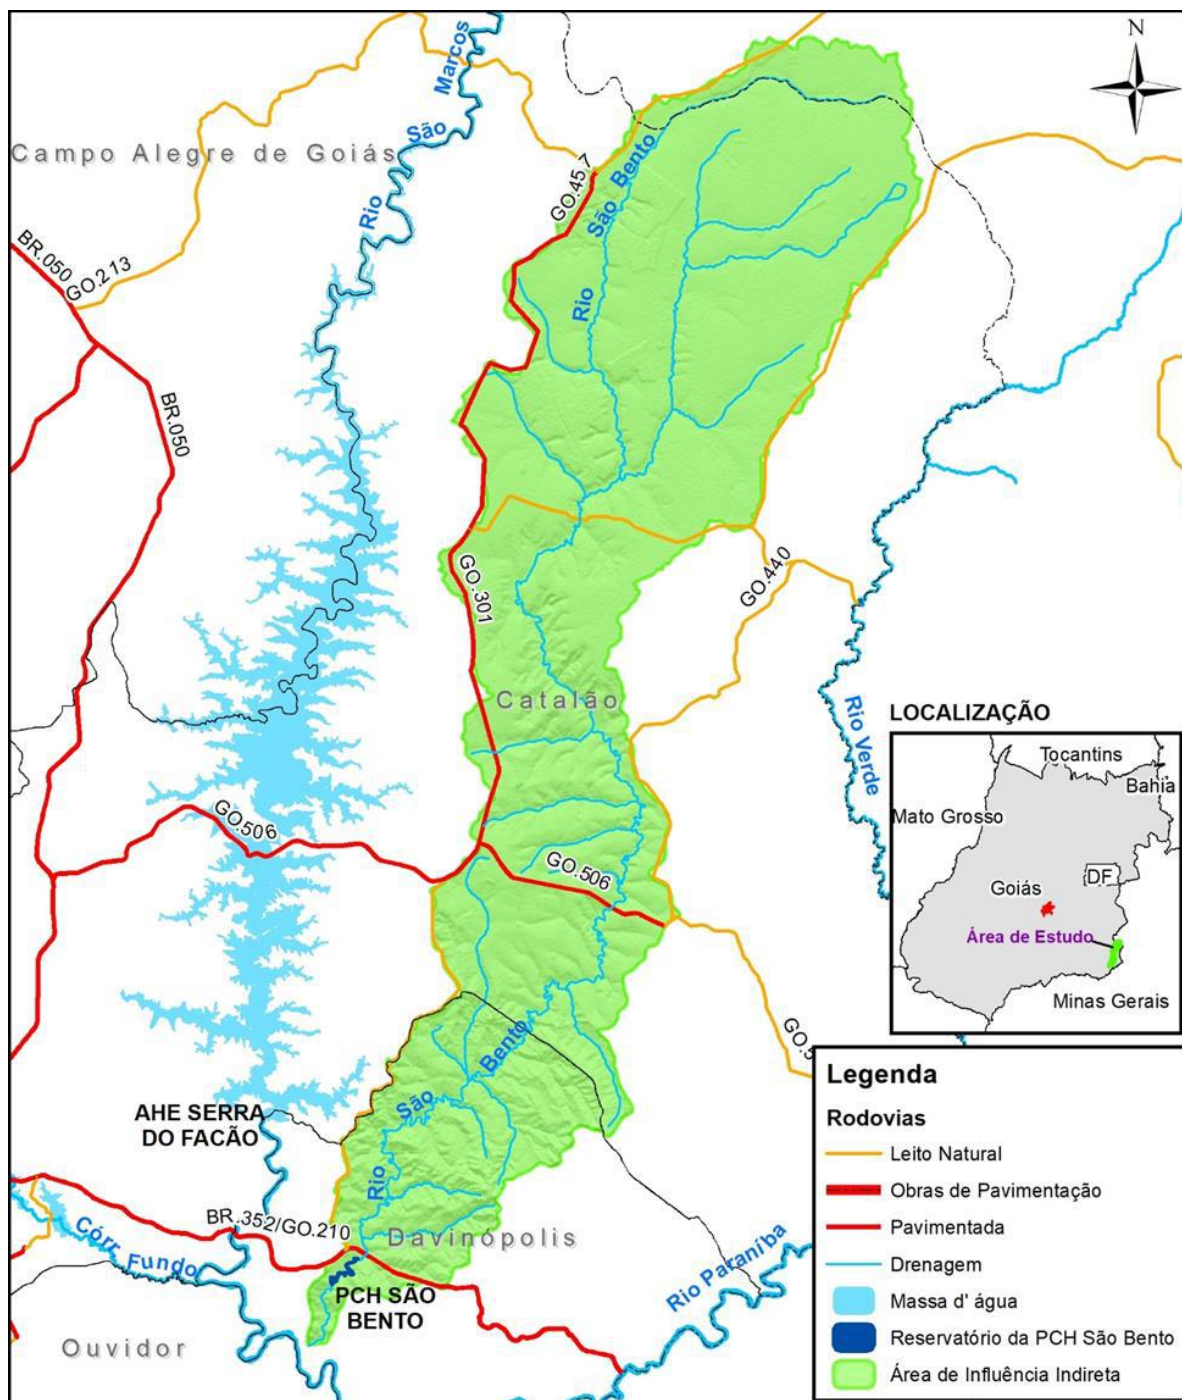 N
Marcos
São
Rio
Campo Alegre de Goiás
GO.457
São Bento
Rio
BR.050
GO.213
BR.050
GO.301
GO.440
Catalão
Rio Verde
GO.506
GO.506
LOCALIZAÇÃO
Tocantins
Bahia
Mato Grosso
DF
Goiás
Área de Estudo
Minas Gerais
Bento
São
Rio
AHE SERRA
DO FACÃO
BR.352/GO.210
Davinópolis
Córr. Fundo
PCH SÃO
BENTO
Rio Paraníba
Ouvidor
Legenda
Rodovias
Leito Natural
Obras de Pavimentação
Pavimentada
Drenagem
Massa d' água
Reservatório da PCH São Bento
Área de Influência Indireta